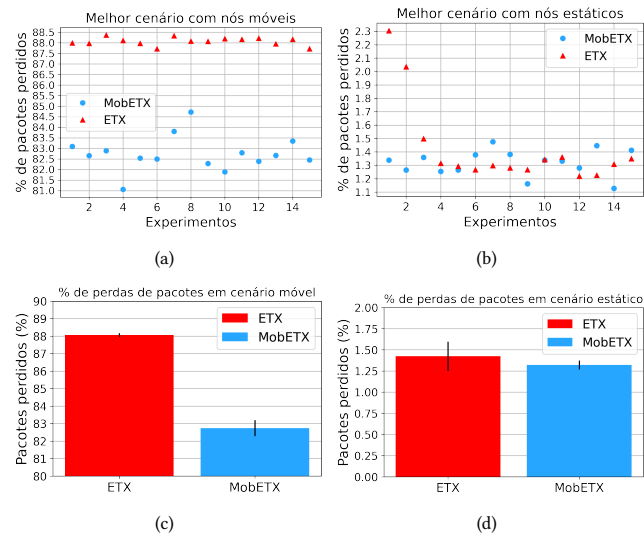 Melhor cenário com nós móveis
88.5
88.0
87.5
87.0
86.5
86.0
85.5
85.0
84.5
84.0
83.5
83.0
82.5
82.0
81.5
81.0
% de pacotes perdidos
MobETX
ETX
2 4 6 8 10 12 14
Experimentos
(a)
Melhor cenário com nós estáticos
2.3
2.2
2.1
2.0
1.9
1.8
1.7
1.6
1.5
1.4
1.3
1.2
1.1
% de pacotes perdidos
MobETX
ETX
2 4 6 8 10 12 14
Experimentos
(b)
% de perdas de pacotes em cenário móvel
90
89
88
87
86
85
84
83
82
81
80
Pacotes perdidos (%)
ETX
MobETX
ETX MobETX
(c)
% de perdas de pacotes em cenário estático
2.00
1.75
1.50
1.25
1.00
0.75
0.50
0.25
0.00
Pacotes perdidos (%)
ETX
MobETX
ETX MobETX
(d)